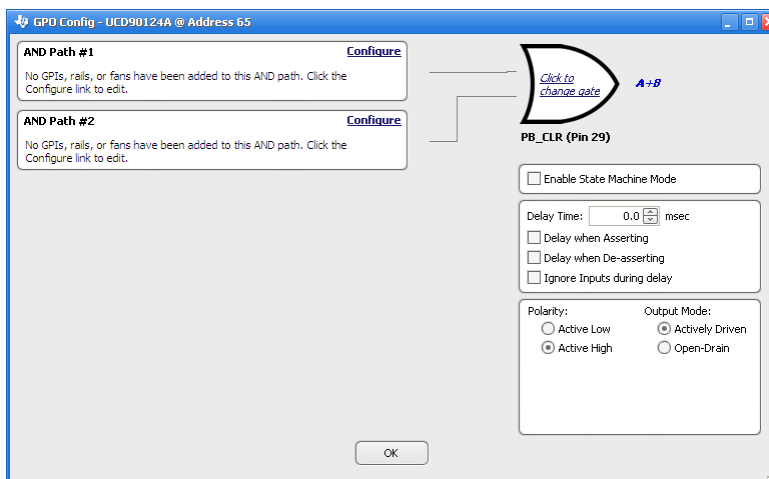 GPO Config - UCD90124A @ Address 65
AND Path #1 Configure
No GPIs, rails, or fans have been added to this AND path. Click the
Configure link to edit.
AND Path #2 Configure
No GPIs, rails, or fans have been added to this AND path. Click the
Configure link to edit.
Click to
change gate
A+B
PB_CLR (Pin 29)
Enable State Machine Mode
Delay Time: 0.0 msec
Delay when Asserting
Delay when De-asserting
Ignore Inputs during delay
Polarity: Output Mode:
Active Low Actively Driven
Active High Open-Drain
OK